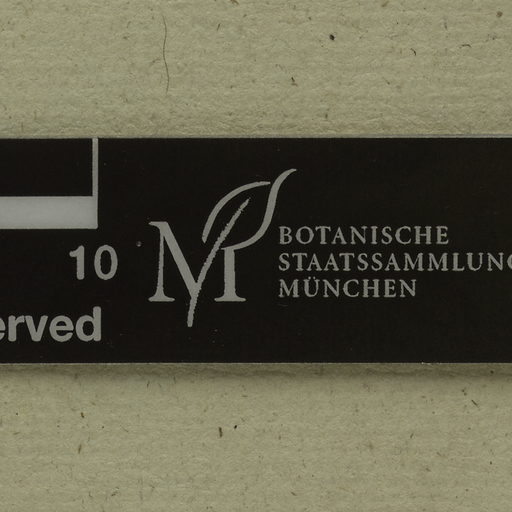 10
erved
BOTANISCHE
STAATSSAMMLUNG
MÜNCHEN